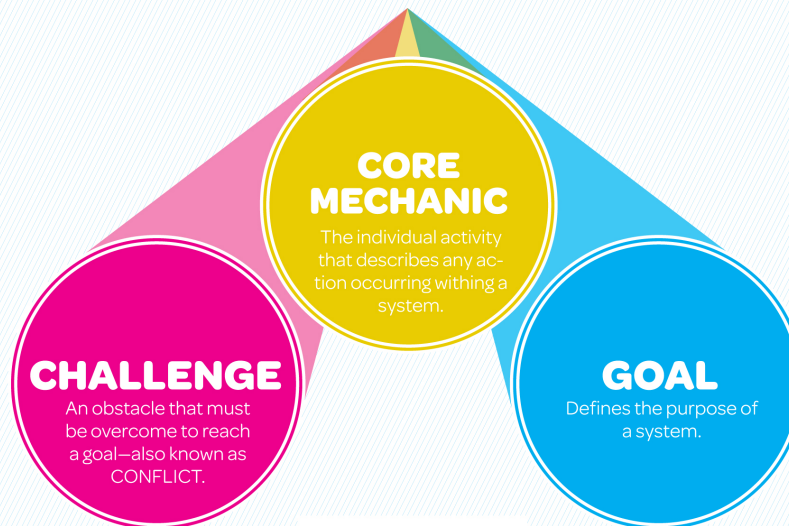 CORE
MECHANIC
The individual activity
that describes any ac-
tion occurring withing a
system.
CHALLENGE
An obstacle that must
be overcome to reach
a goal—also known as
CONFLICT.
GOAL
Defines the purpose of
a system.